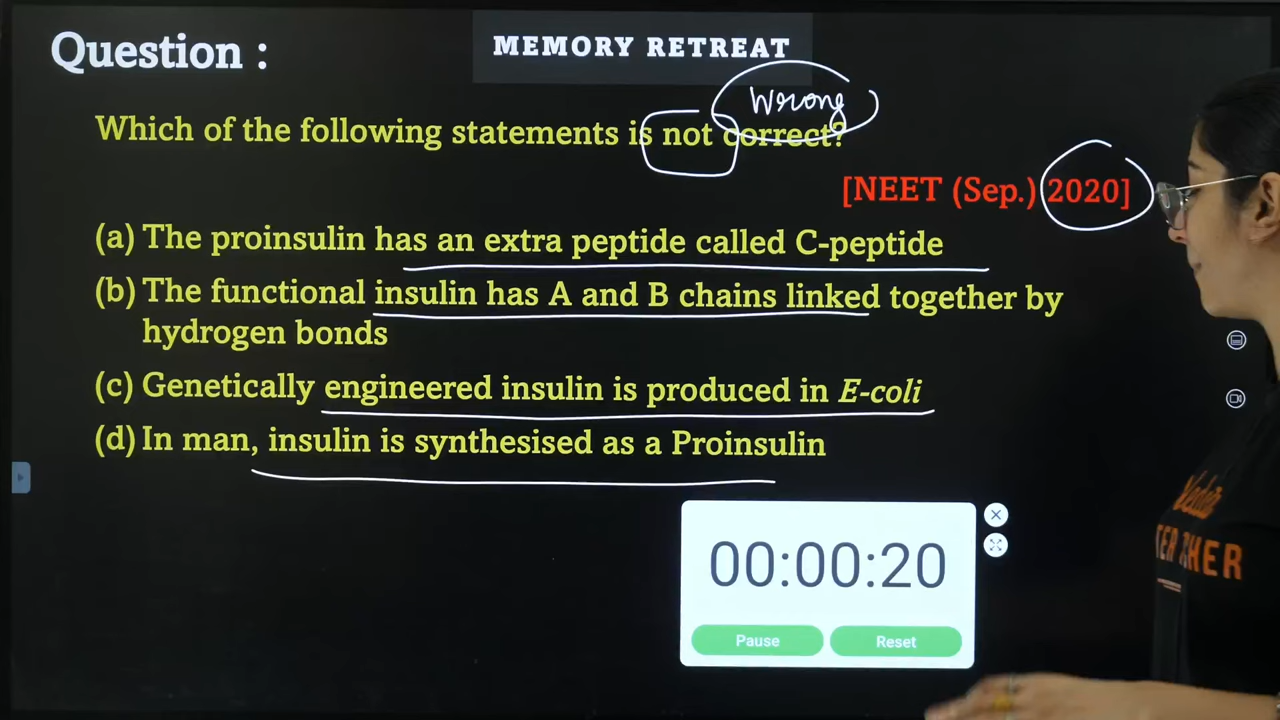 Question :
MEMORY RETREAT
Wrong
Which of the following statements is not correct?
[NEET (Sep.) 2020]
(a) The proinsulin has an extra peptide called C-peptide
(b) The functional insulin has A and B chains linked together by
hydrogen bonds
(c) Genetically engineered insulin is produced in E-coli
(d) In man, insulin is synthesised as a Proinsulin
00:00:20
Pause
Reset